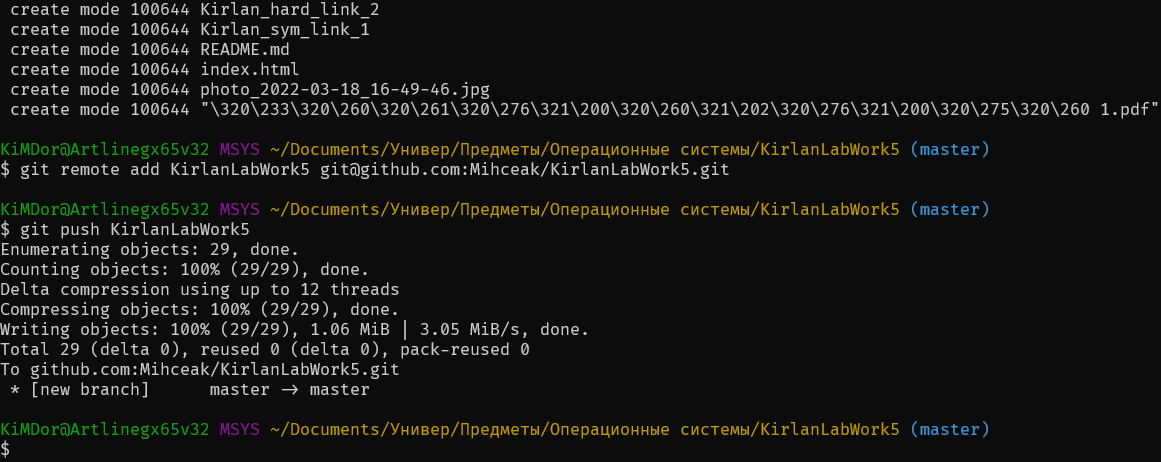 create mode 100644 Kirlan_hard_link_2
create mode 100644 Kirlan_sym_link_1
create mode 100644 README.md
create mode 100644 index.html
create mode 100644 photo_2022-03-18_16-49-46.jpg
create mode 100644 "\320\233\320\260\320\261\320\276\321\200\320\260\321\202\320\276\321\200\320\275\320\260 1.pdf"
KiMDor@Artlinegx65v32 MSYS ~/Documents/Универ/Предметы/Операционные системы/KirlanLabWork5 (master)
$ git remote add KirlanLabWork5 git@github.com:Mihceak/KirlanLabWork5.git
KiMDor@Artlinegx65v32 MSYS ~/Documents/Универ/Предметы/Операционные системы/KirlanLabWork5 (master)
$ git push KirlanLabWork5
Enumerating objects: 29, done.
Counting objects: 100% (29/29), done.
Delta compression using up to 12 threads
Compressing objects: 100% (29/29), done.
Writing objects: 100% (29/29), 1.06 MiB | 3.05 MiB/s, done.
Total 29 (delta 0), reused 0 (delta 0), pack-reused 0
To github.com:Mihceak/KirlanLabWork5.git
 * [new branch]      master -> master
KiMDor@Artlinegx65v32 MSYS ~/Documents/Универ/Предметы/Операционные системы/KirlanLabWork5 (master)
$